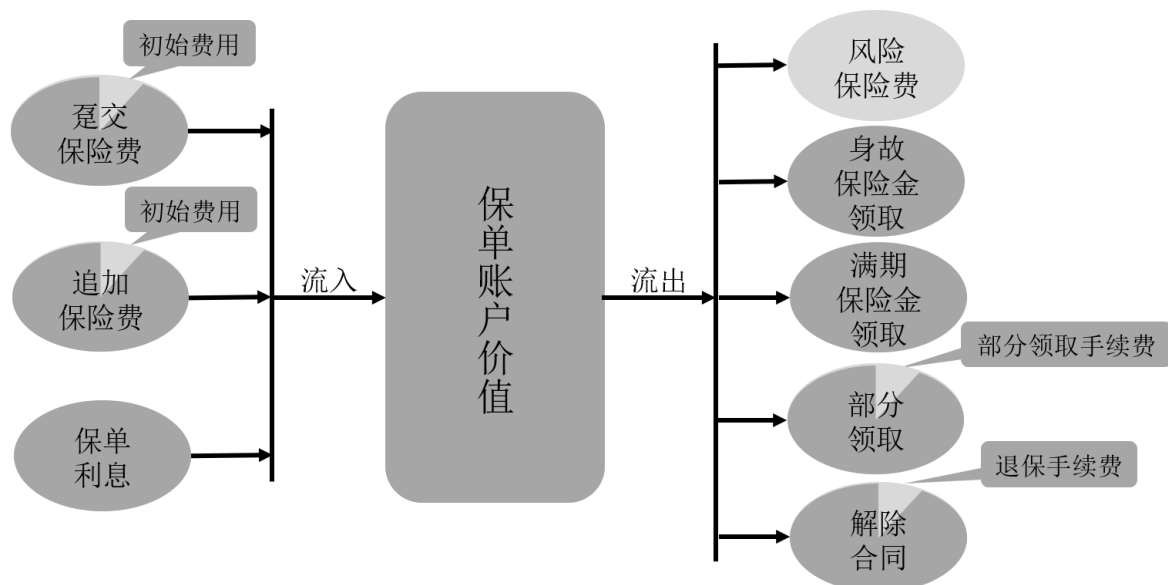 初始费用
趸交
保险费
初始费用
追加
保险费
保单
利息
流入
保单账户价值
流出
风险
保险费
身故
保险金
领取
满期
保险金
领取
部分领取手续费
部分
领取
退保手续费
解除
合同